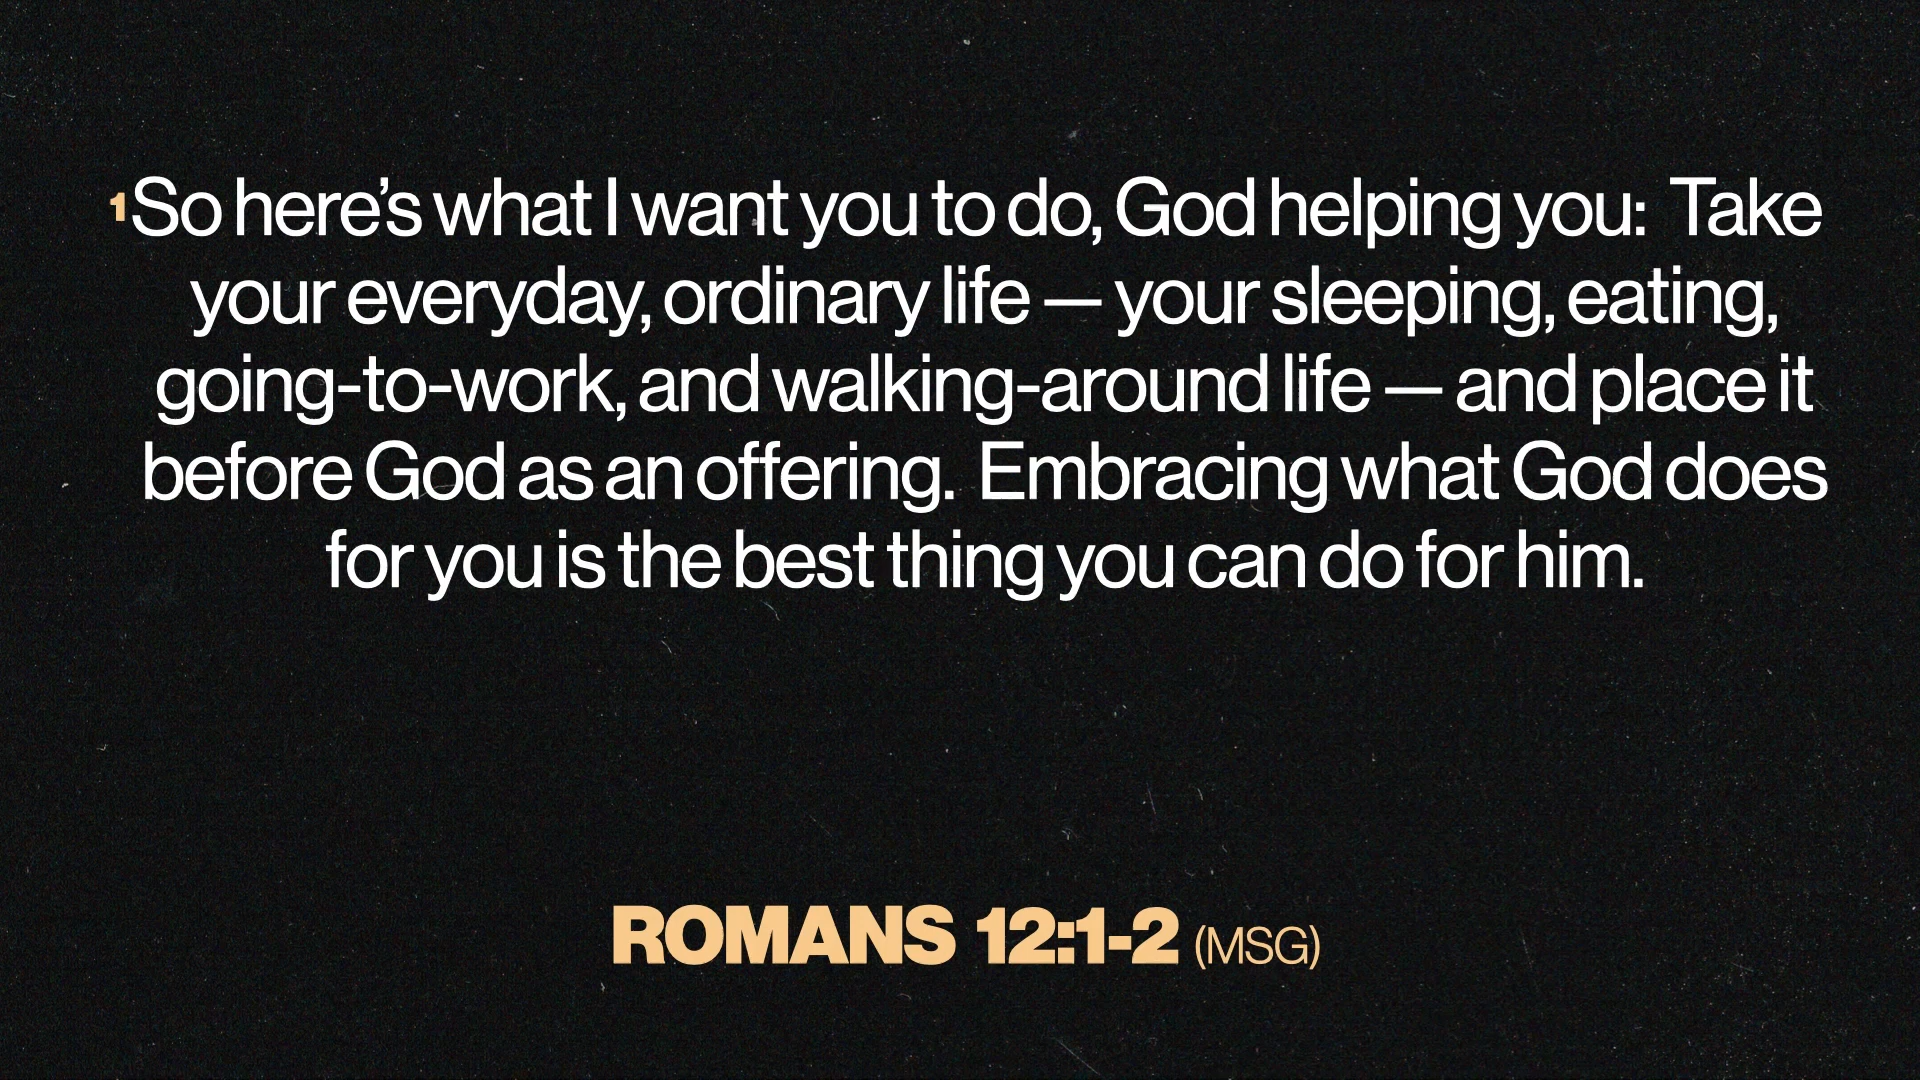 1So here’s what I want you to do, God helping you:  Take
your everyday, ordinary life — your sleeping, eating,
going-to-work, and walking-around life — and place it
before God as an offering.  Embracing what God does
for you is the best thing you can do for him.
ROMANS 12:1-2 (MSG)